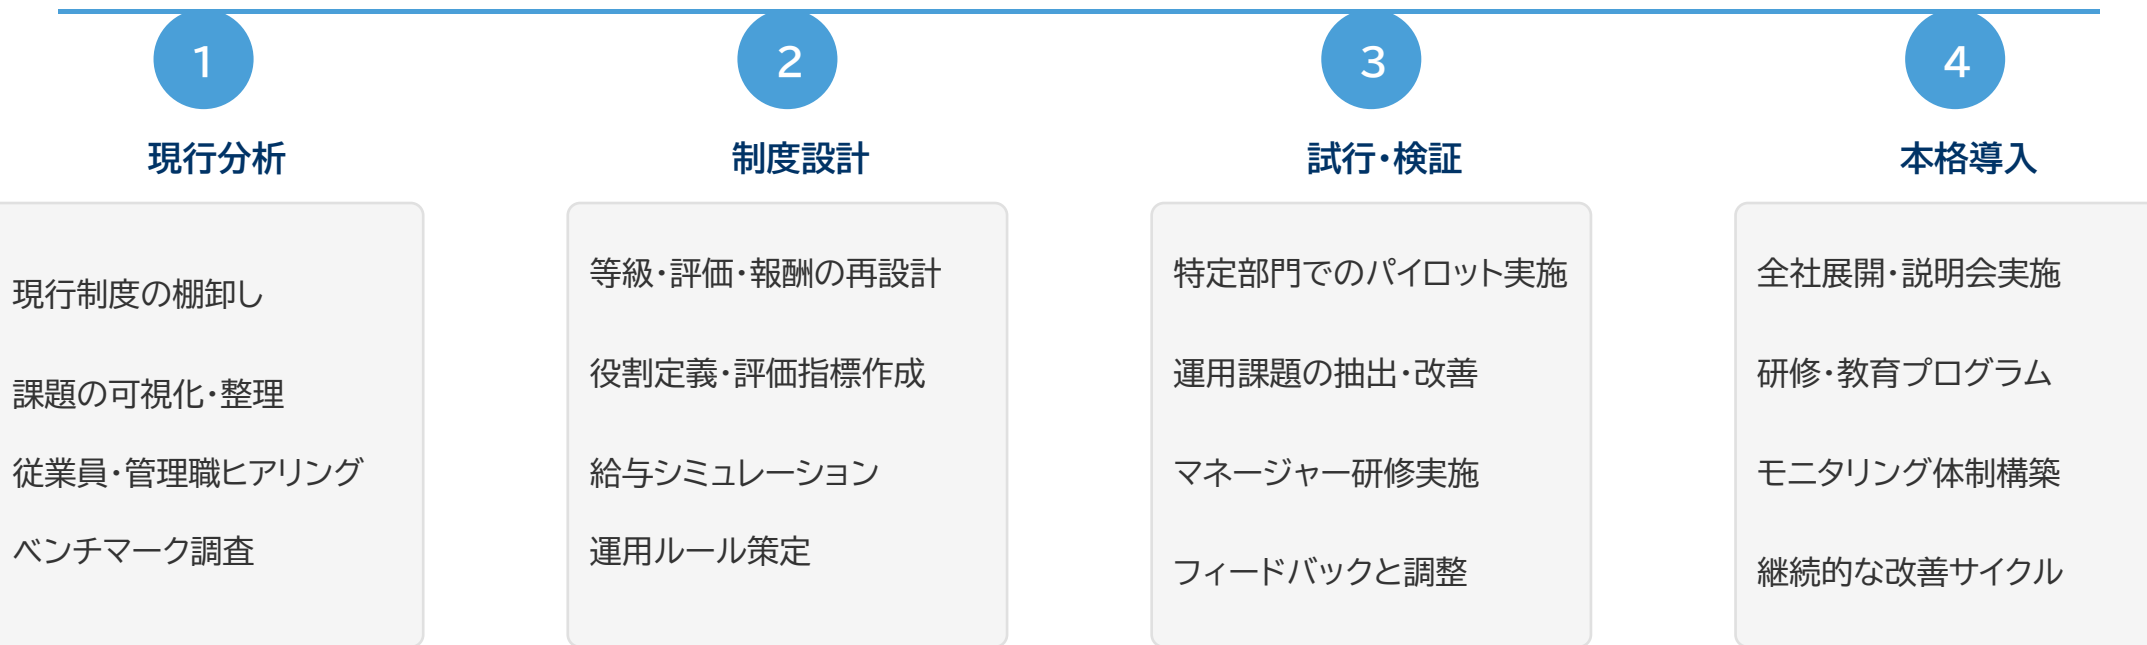 1
現行分析
現行制度の棚卸し
課題の可視化・整理
従業員・管理職ヒアリング
ベンチマーク調査
2
制度設計
等級・評価・報酬の再設計
役割定義・評価指標作成
給与シミュレーション
運用ルール策定
3
試行・検証
特定部門でのパイロット実施
運用課題の抽出・改善
マネージャー研修実施
フィードバックと調整
4
本格導入
全社展開・説明会実施
研修・教育プログラム
モニタリング体制構築
継続的な改善サイクル